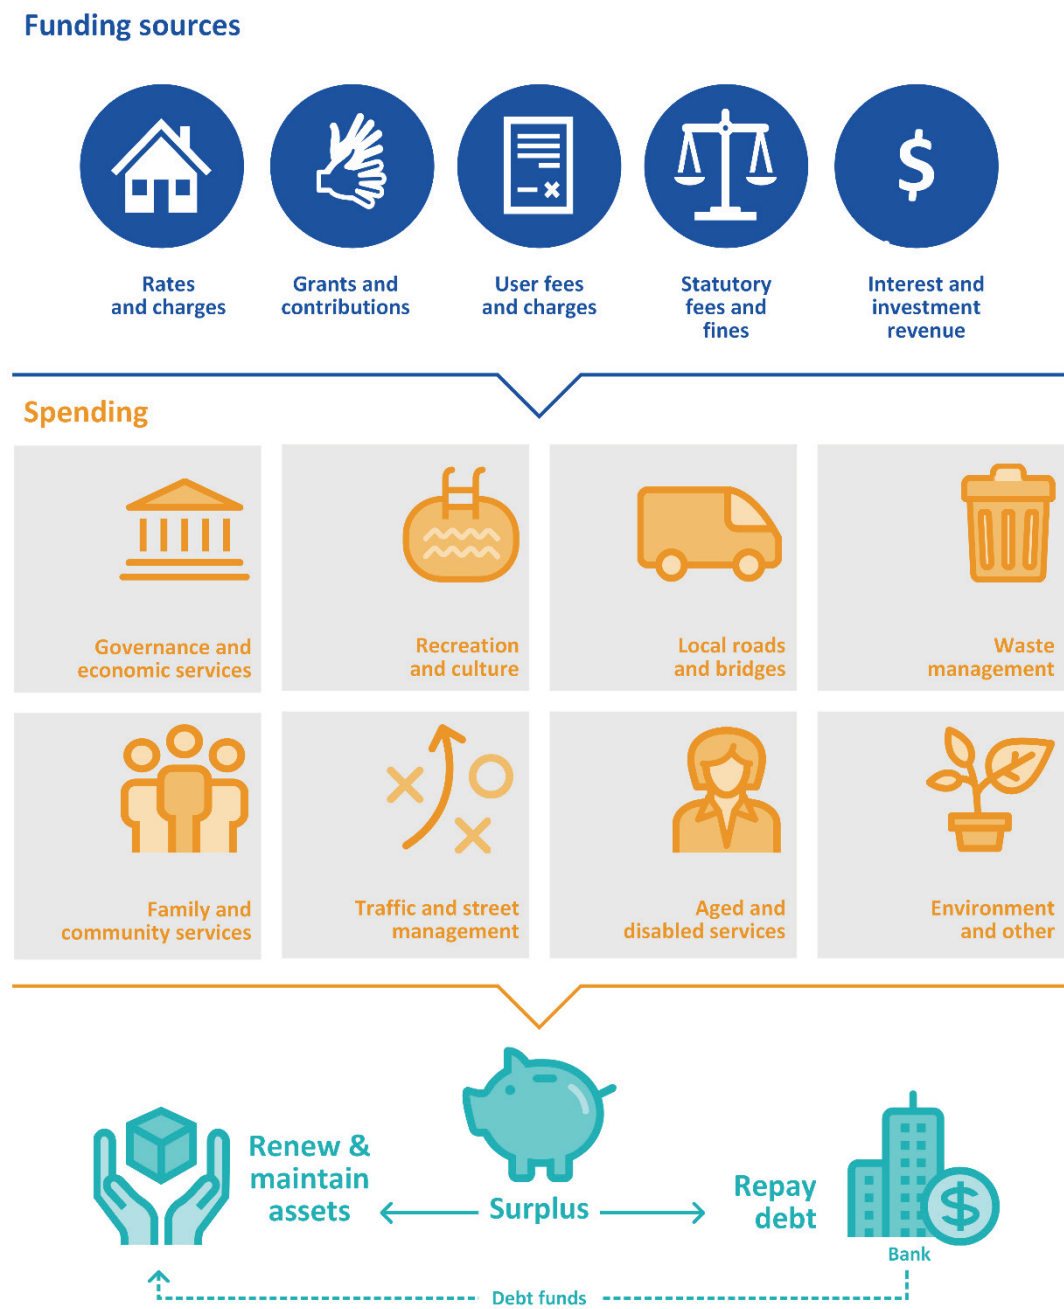 Funding sources
Rates
and charges
Grants and
contributions
User fees
and charges
Statutory
fees and
fines
$
Interest and
investment
revenue
Spending
Governance and
economic services
Recreation
and culture
Local roads
and bridges
Waste
management
Family and
community services
Traffic and street
management
Aged and
disabled services
Environment
and other
Renew &
maintain
assets
Surplus
Repay
debt
$
Bank
Debt funds